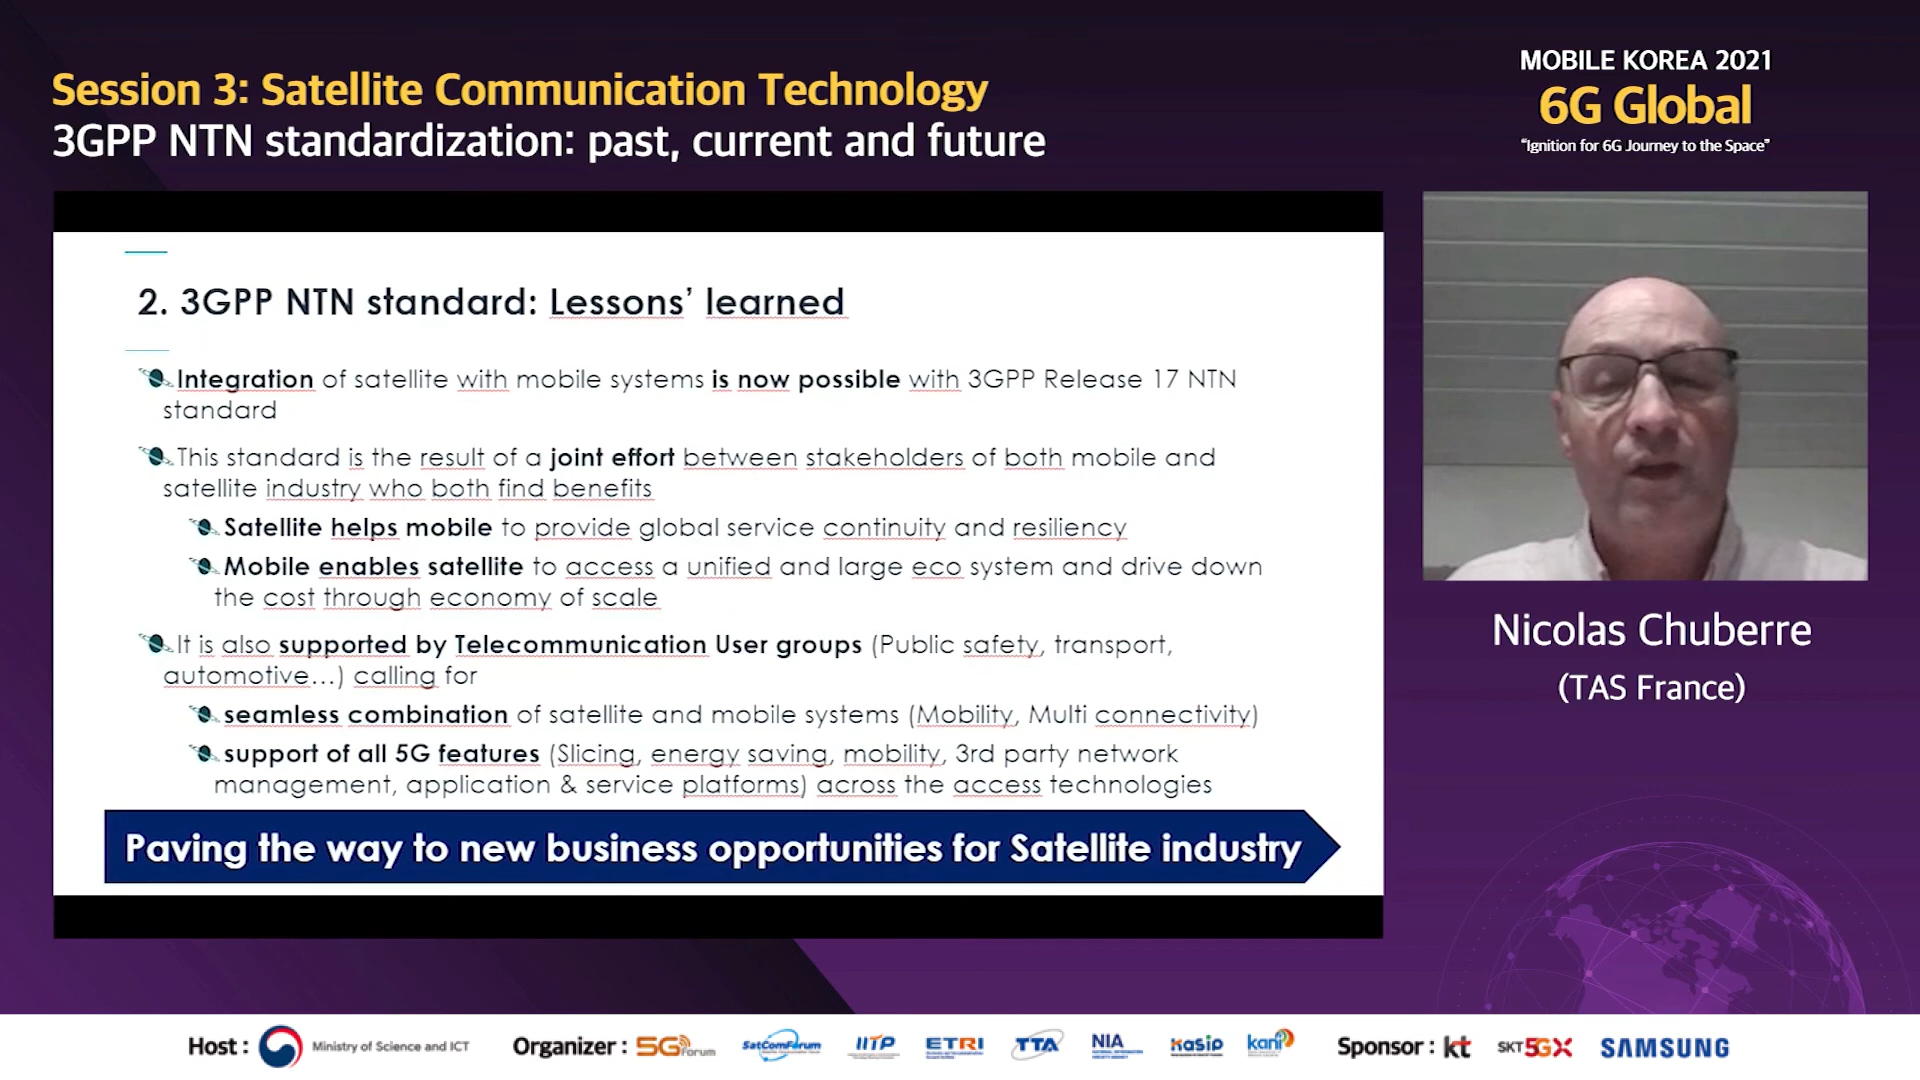 Session 3: Satellite Communication Technology
3GPP NTN standardization: past, current and future
MOBILE KOREA 2021
6G Global
“Ignition for 6G Journey to the Space”
2. 3GPP NTN standard: Lessons’ learned
Integration of satellite with mobile systems is now possible with 3GPP Release 17 NTN
standard
This standard is the result of a joint effort between stakeholders of both mobile and
satellite industry who both find benefits
Satellite helps mobile to provide global service continuity and resiliency
Mobile enables satellite to access a unified and large eco system and drive down
the cost through economy of scale
It is also supported by Telecommunication User groups (Public safety, transport,
automotive...) calling for
seamless combination of satellite and mobile systems (Mobility, Multi connectivity)
support of all 5G features (Slicing, energy saving, mobility, 3rd party network
management, application & service platforms) across the access technologies
Paving the way to new business opportunities for Satellite industry
Nicolas Chuberre
(TAS France)
Host : Ministry of Science and ICT Organizer : 5G forum SatComForum IITP ETRI TTA NIA kasip kani Sponsor : kt SKT 5GX SAMSUNG